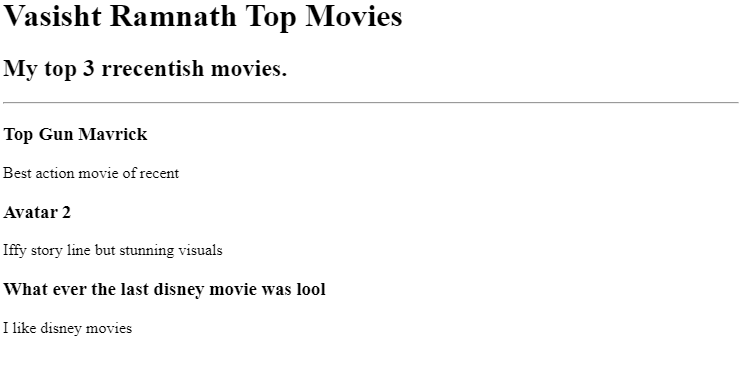 Vasisht Ramnath Top Movies
My top 3 rrecentish movies.
Top Gun Mavrick
Best action movie of recent
Avatar 2
Iffy story line but stunning visuals
What ever the last disney movie was lool
I like disney movies